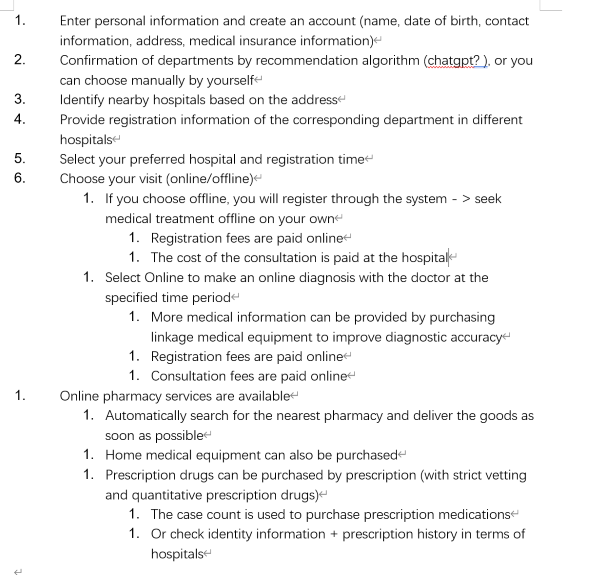 1. Enter personal information and create an account (name, date of birth, contact
information, address, medical insurance information)↵
2. Confirmation of departments by recommendation algorithm (chatgpt? ), or you
can choose manually by yourself↵
3. Identify nearby hospitals based on the address↵
4. Provide registration information of the corresponding department in different
hospitals↵
5. Select your preferred hospital and registration time↵
6. Choose your visit (online/offline)↵
1. If you choose offline, you will register through the system - > seek
medical treatment offline on your own↵
1. Registration fees are paid online↵
1. The cost of the consultation is paid at the hospital↵
1. Select Online to make an online diagnosis with the doctor at the
specified time period↵
1. More medical information can be provided by purchasing
linkage medical equipment to improve diagnostic accuracy↵
1. Registration fees are paid online↵
1. Consultation fees are paid online↵
1. Online pharmacy services are available↵
1. Automatically search for the nearest pharmacy and deliver the goods as
soon as possible↵
1. Home medical equipment can also be purchased↵
1. Prescription drugs can be purchased by prescription (with strict vetting
and quantitative prescription drugs)↵
1. The case count is used to purchase prescription medications↵
1. Or check identity information + prescription history in terms of
hospitals↵
↵